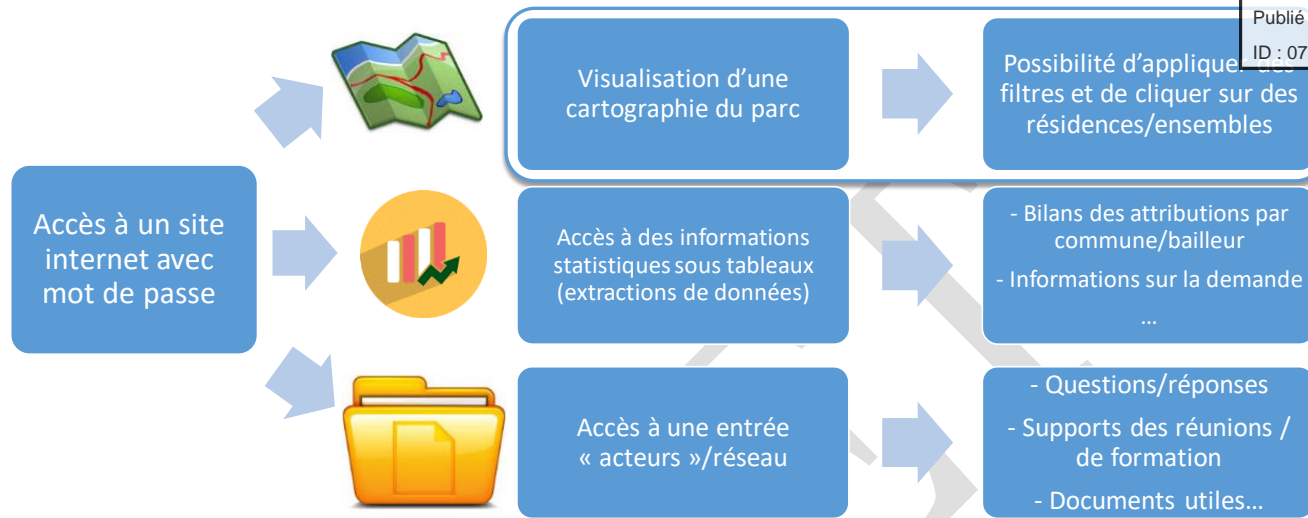 Publié
ID : 07
Visualisation d’une
cartographie du parc
Possibilité d’appliquer des
filtres et de cliquer sur des
résidences/ensembles
Accès à un site
internet avec
mot de passe
Accès à des informations
statistiques sous tableaux
(extractions de données)
- Bilans des attributions par
commune/bailleur
- Informations sur la demande
...
Accès à une entrée
« acteurs »/réseau
- Questions/réponses
- Supports des réunions /
de formation
- Documents utiles...